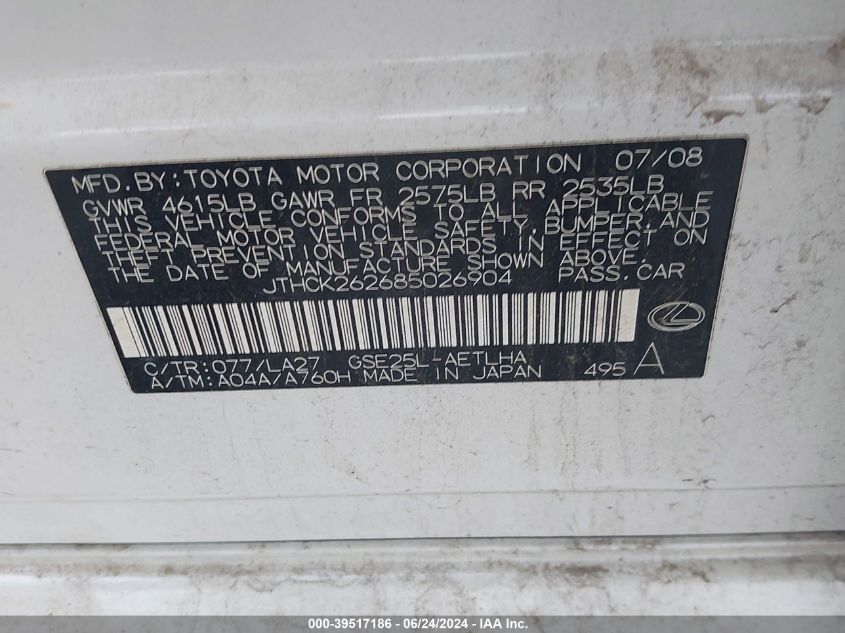 MFD. BY: TOYOTA MOTOR CORPORATION 07/08
GVWR 4615LB GAWR FR 2575LB RR 2535LB
THIS VEHICLE CONFORMS TO ALL APPLICABLE
FEDERAL MOTOR VEHICLE SAFETY, BUMPER, AND
THEFT PREVENTION STANDARDS IN EFFECT ON
THE DATE OF MANUFACTURE SHOWN ABOVE.
JTHCK262685026904 PASS. CAR
C/TR: 077/LA27 GSE25L-AETLHA
A/TM: A04A/A760H MADE IN JAPAN 495 A
000-39517186 - 06/24/2024 - IAA Inc.